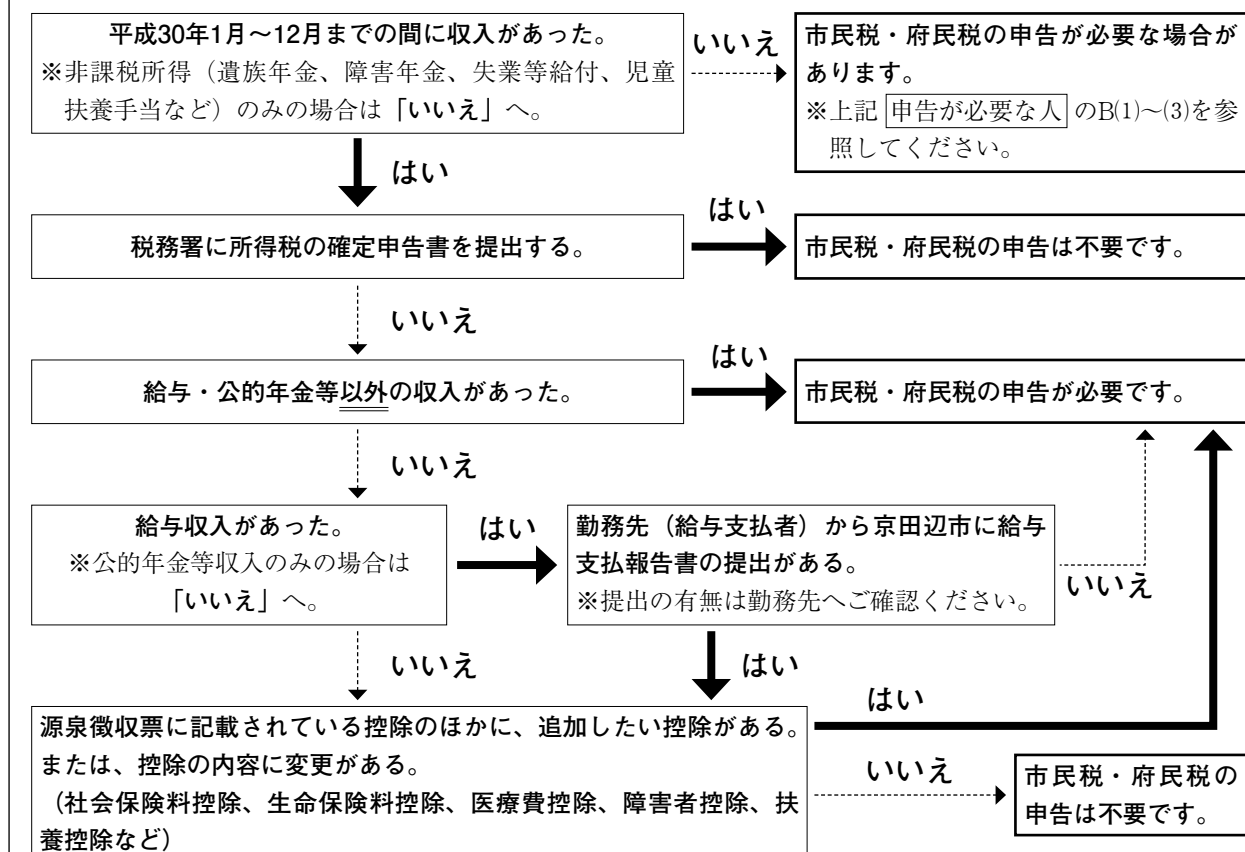 平成30年1月～12月までの間に収入があった。
※非課税所得（遺族年金、障害年金、失業等給付、児童
扶養手当など）のみの場合は「いいえ」へ。
いいえ
市民税・府民税の申告が必要な場合が
あります。
※上記 申告が必要な人 のB(1)～(3)を参
照してください。
はい
税務署に所得税の確定申告書を提出する。
はい
市民税・府民税の申告は不要です。
いいえ
給与・公的年金等以外の収入があった。
はい
市民税・府民税の申告が必要です。
いいえ
給与収入があった。
※公的年金等収入のみの場合は
「いいえ」へ。
はい
勤務先（給与支払者）から京田辺市に給与
支払報告書の提出がある。
※提出の有無は勤務先へご確認ください。
いいえ
いいえ
はい
源泉徴収票に記載されている控除のほかに、追加したい控除がある。
または、控除の内容に変更がある。
（社会保険料控除、生命保険料控除、医療費控除、障害者控除、扶
養控除など）
はい
いいえ
市民税・府民税の
申告は不要です。